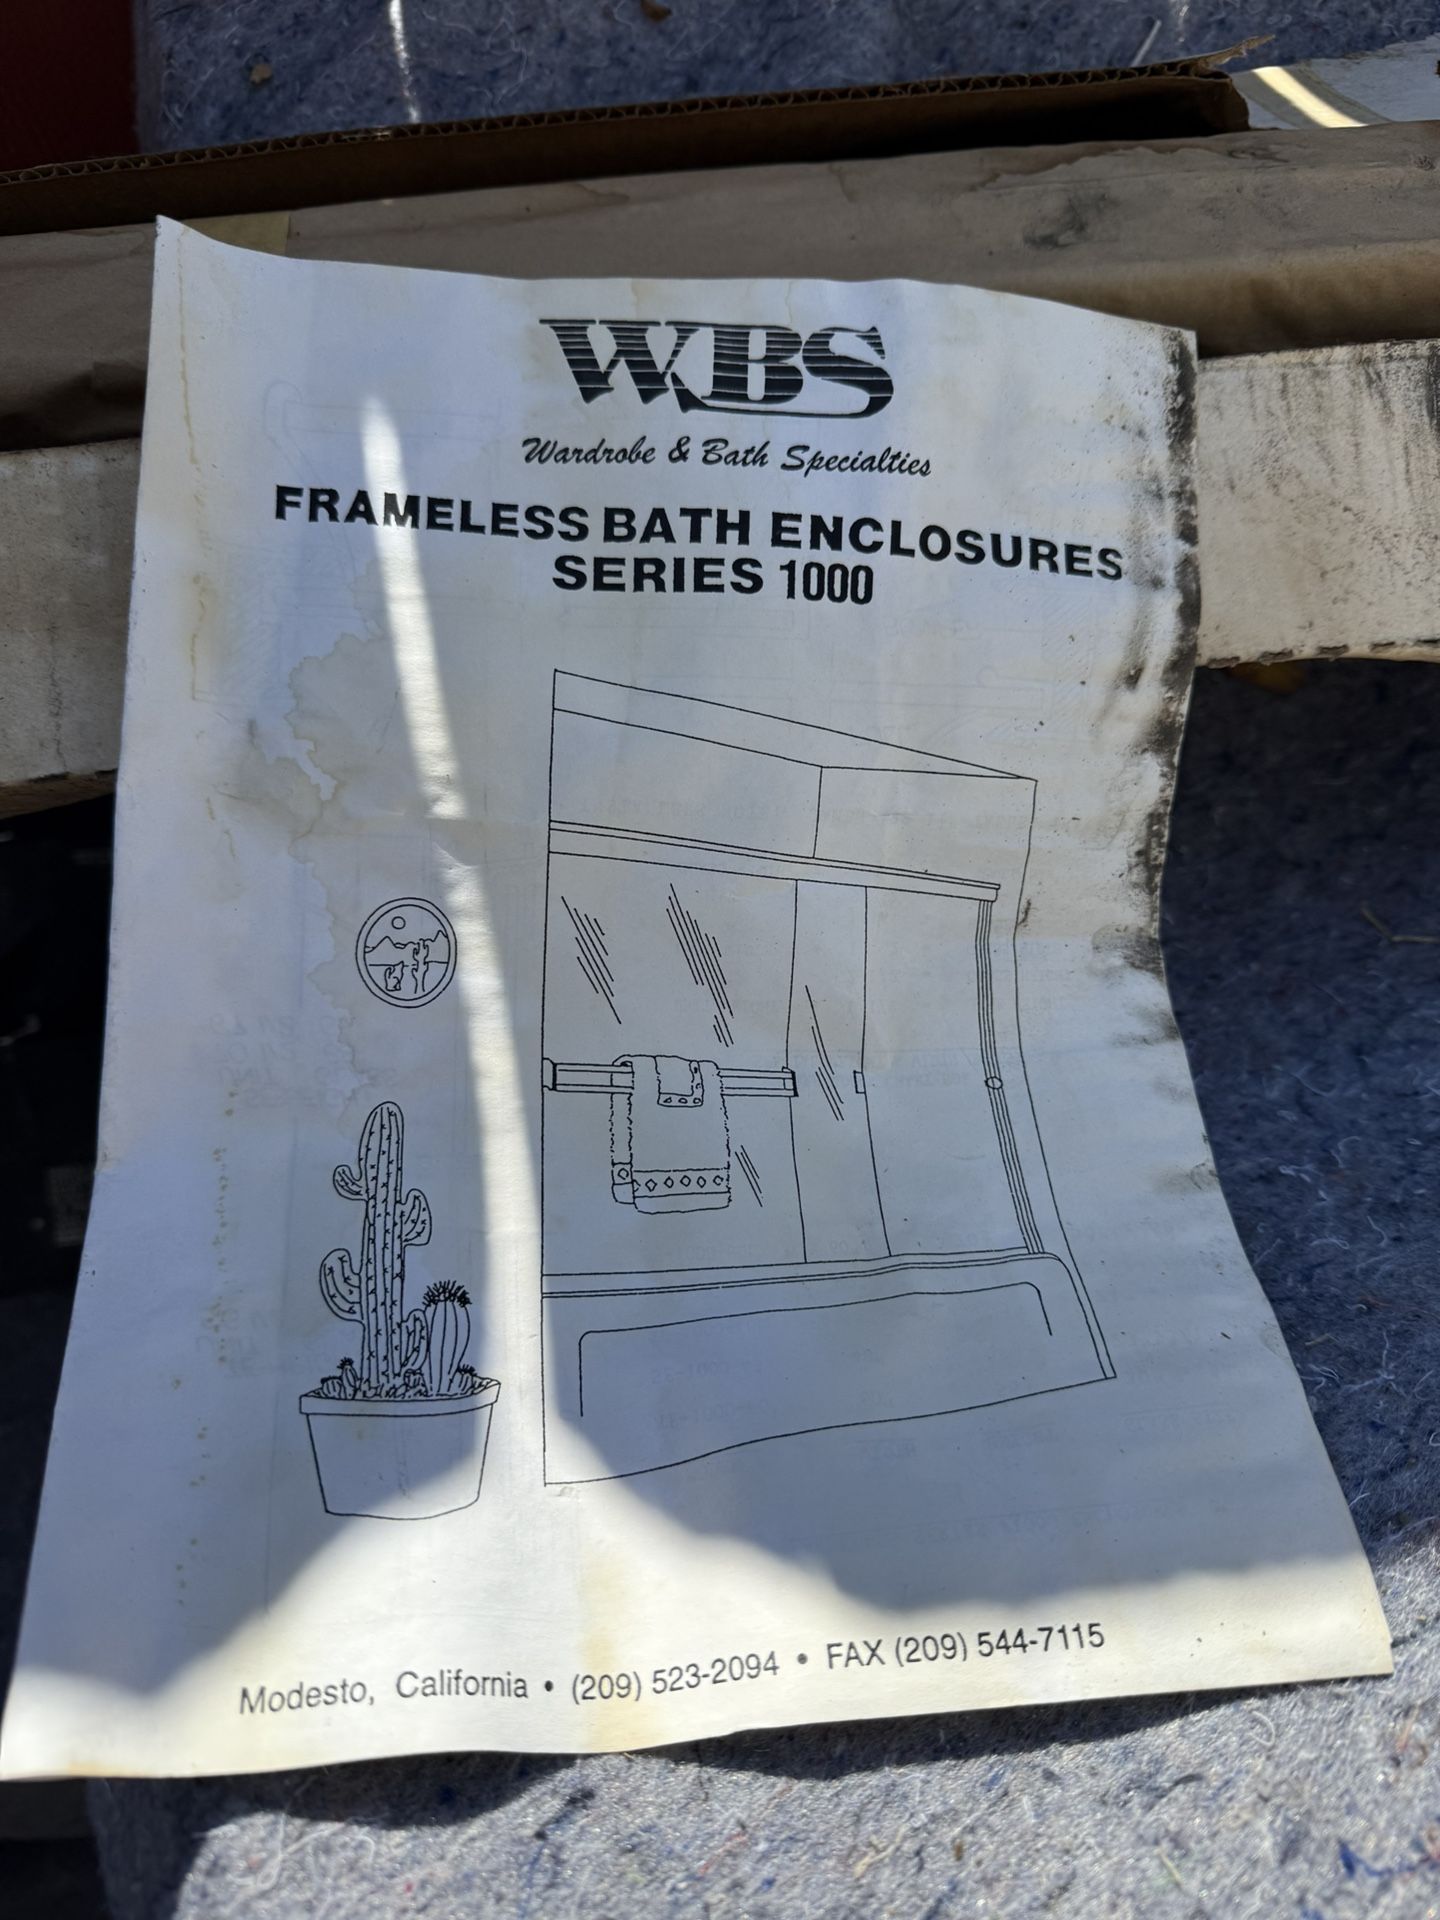 WBS
Wardrobe & Bath Specialties
FRAMELESS BATH ENCLOSURES
SERIES 1000
Modesto, California • (209) 523-2094 • FAX (209) 544-7115